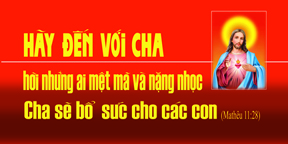 HÃY ĐẾN VỚI CHA
hỡi những ai mệt mã và nặng nhọc
Cha sẽ bổ sức cho các con (Mathêu 11:28)